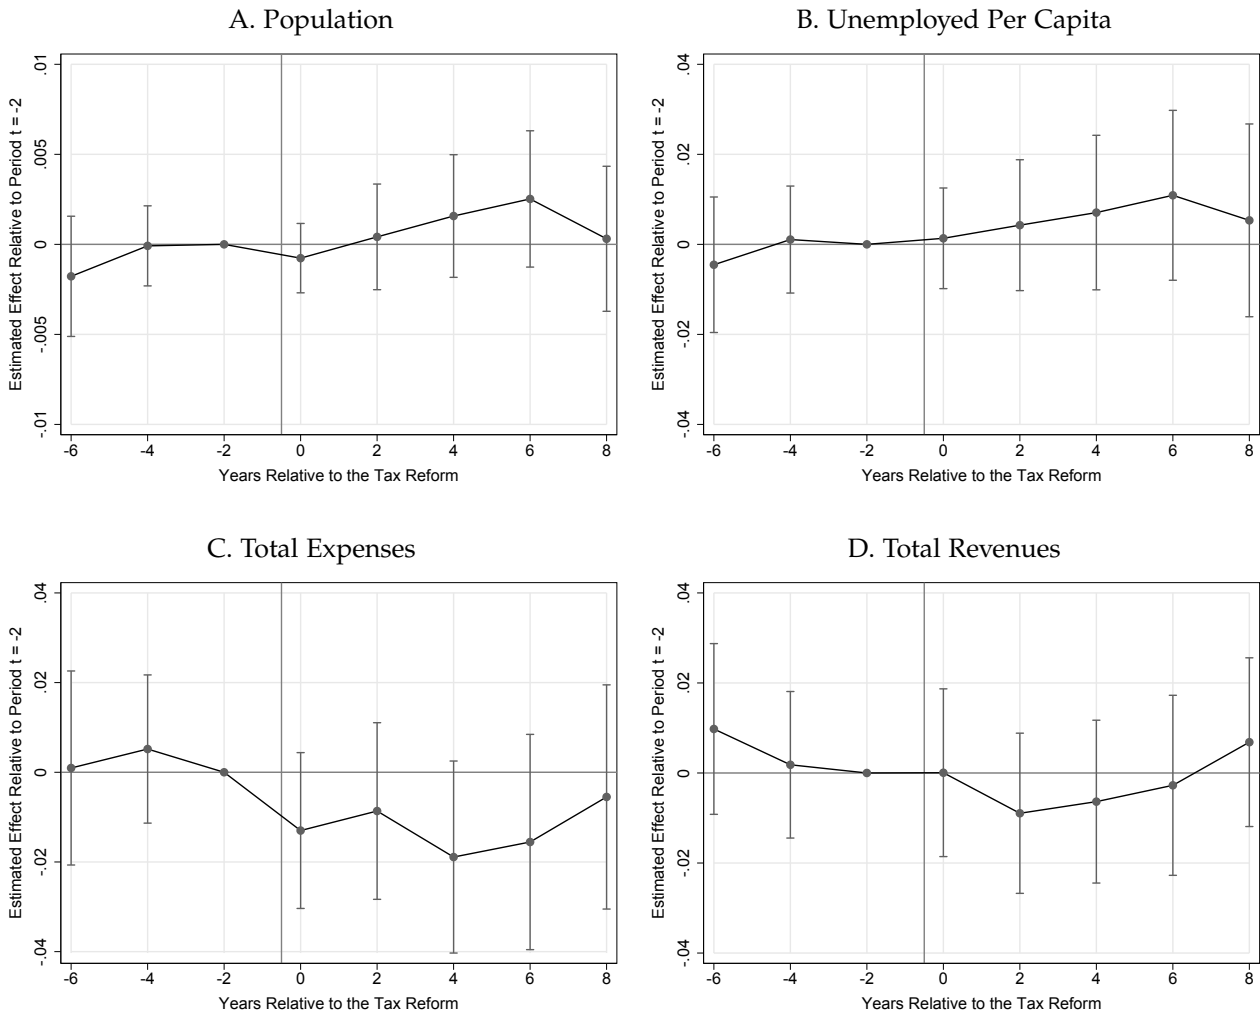 A. Population
Estimated Effect Relative to Period t = -2
.01
.005
0
-.005
-.01
-6 -4 -2 0 2 4 6 8
Years Relative to the Tax Reform
B. Unemployed Per Capita
Estimated Effect Relative to Period t = -2
.04
.02
0
-.02
-.04
-6 -4 -2 0 2 4 6 8
Years Relative to the Tax Reform
C. Total Expenses
Estimated Effect Relative to Period t = -2
.04
.02
0
-.02
-.04
-6 -4 -2 0 2 4 6 8
Years Relative to the Tax Reform
D. Total Revenues
Estimated Effect Relative to Period t = -2
.04
.02
0
-.02
-.04
-6 -4 -2 0 2 4 6 8
Years Relative to the Tax Reform